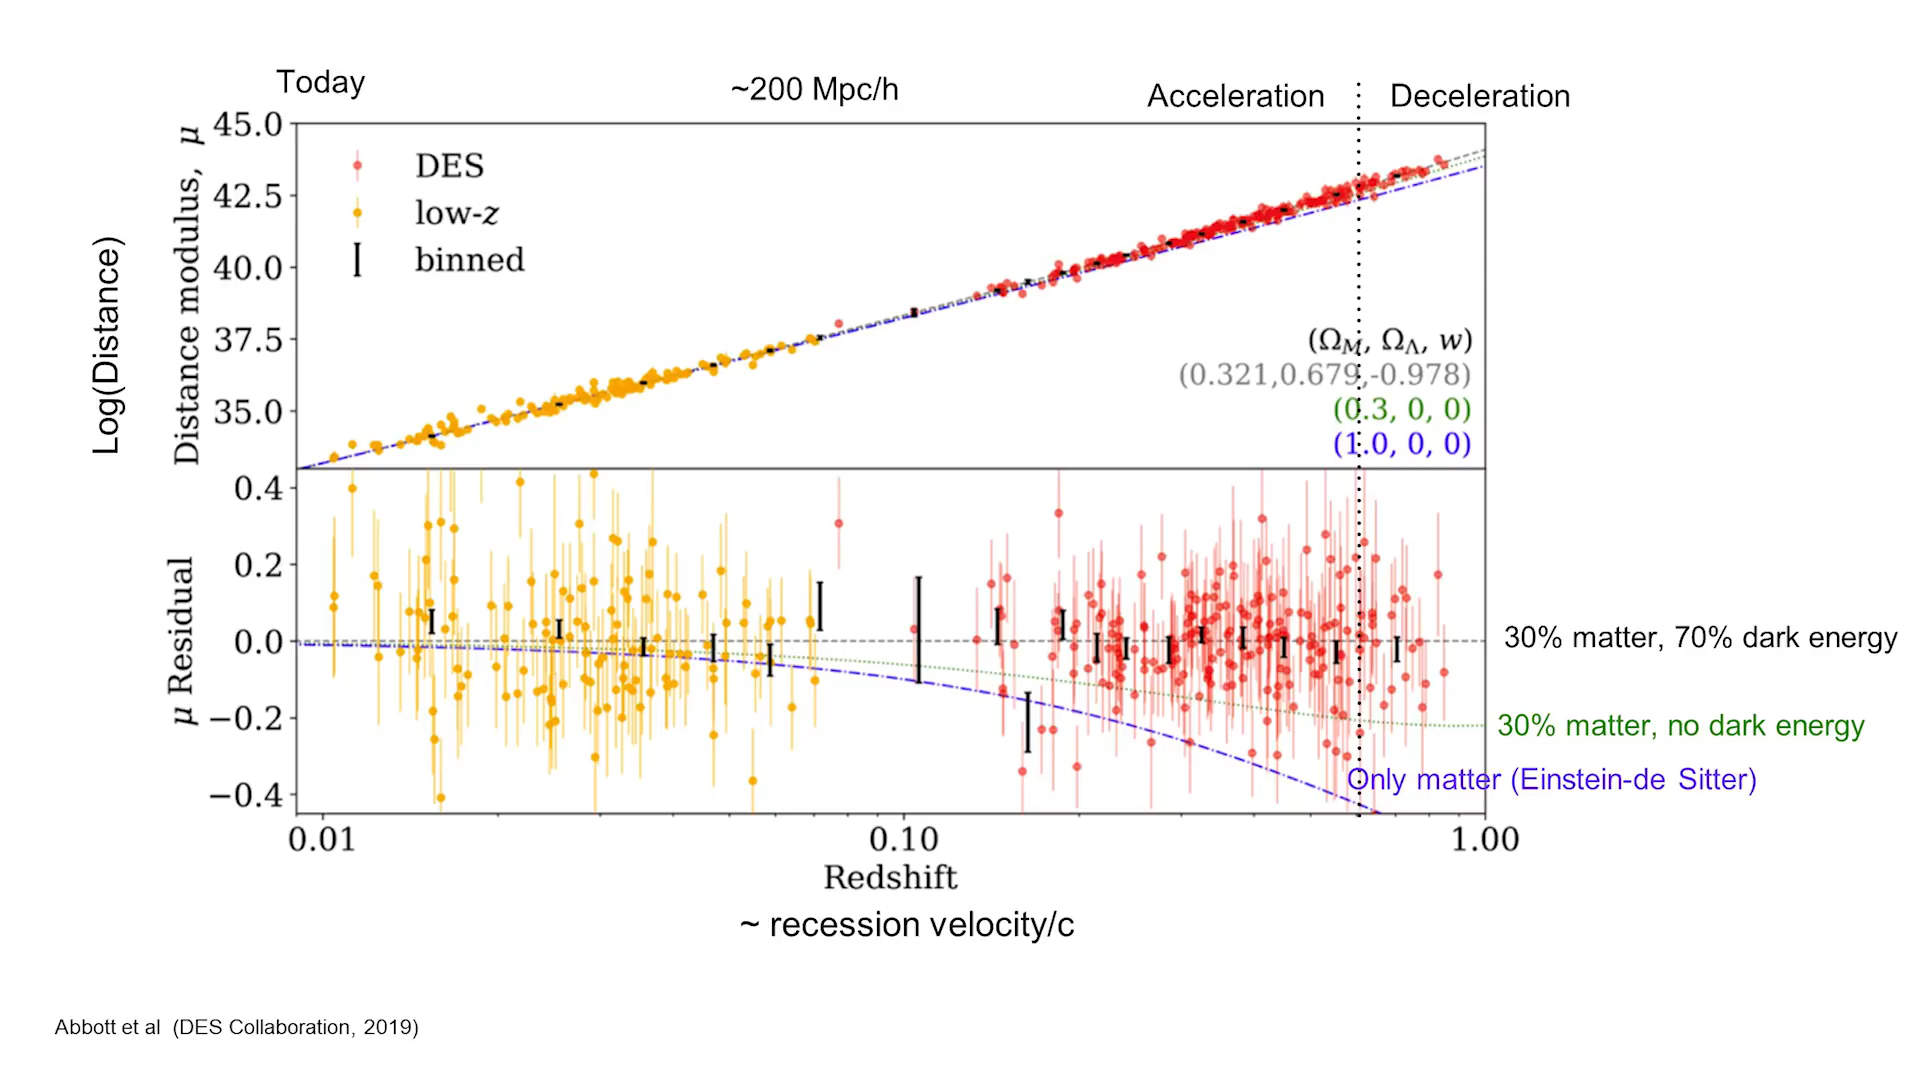 Today
~200 Mpc/h
Acceleration
Deceleration
Log(Distance)
Distance modulus, μ
45.0
42.5
40.0
37.5
35.0
DES
low-z
binned
(Ω_M, Ω_Λ, w)
(0.321,0.679,-0.978)
(0.3, 0, 0)
(1.0, 0, 0)
μ Residual
0.4
0.2
0.0
−0.2
−0.4
30% matter, 70% dark energy
30% matter, no dark energy
Only matter (Einstein-de Sitter)
0.01
0.10
1.00
Redshift
~ recession velocity/c
Abbott et al (DES Collaboration, 2019)